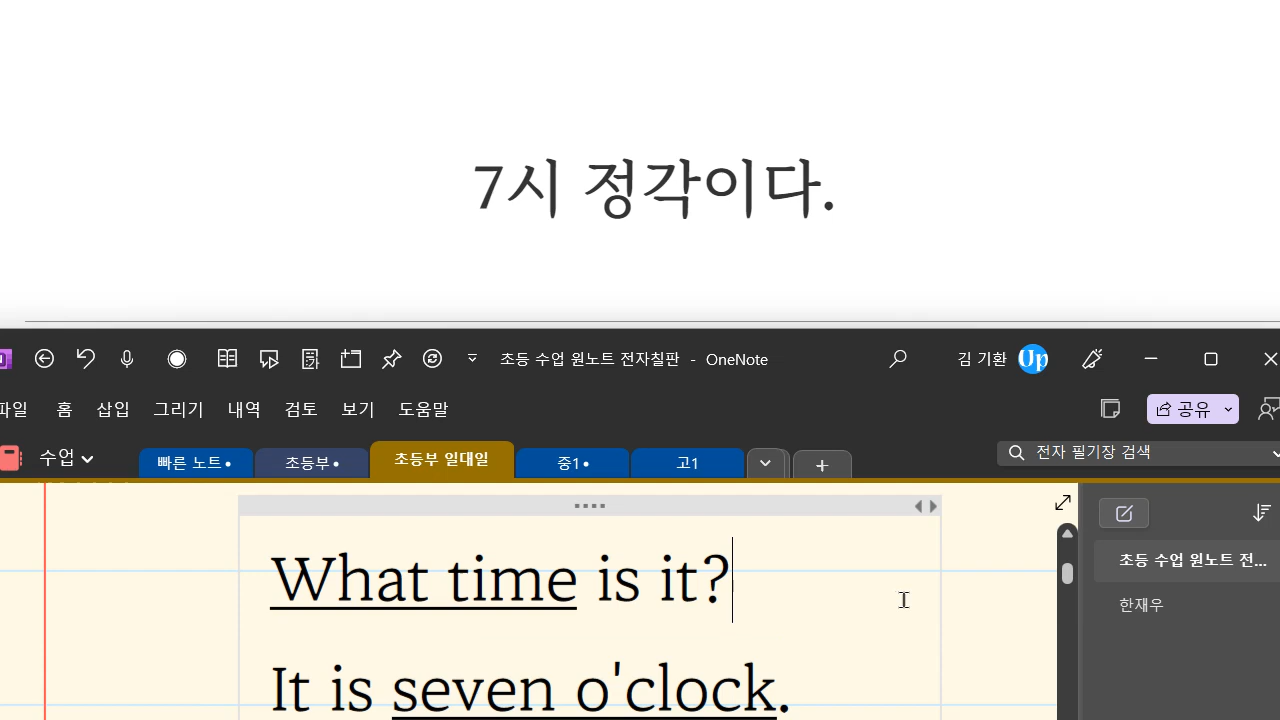 7시 정각이다.
초등 수업 원노트 전자칠판 - OneNote
김 기환
Up
파일 홈 삽입 그리기 내역 검토 보기 도움말
공유
수업
빠른 노트
초등부
초등부 일대일
중1
고1
전자 필기장 검색
What time is it?
It is seven o'clock.
초등 수업 원노트 전...
한재우